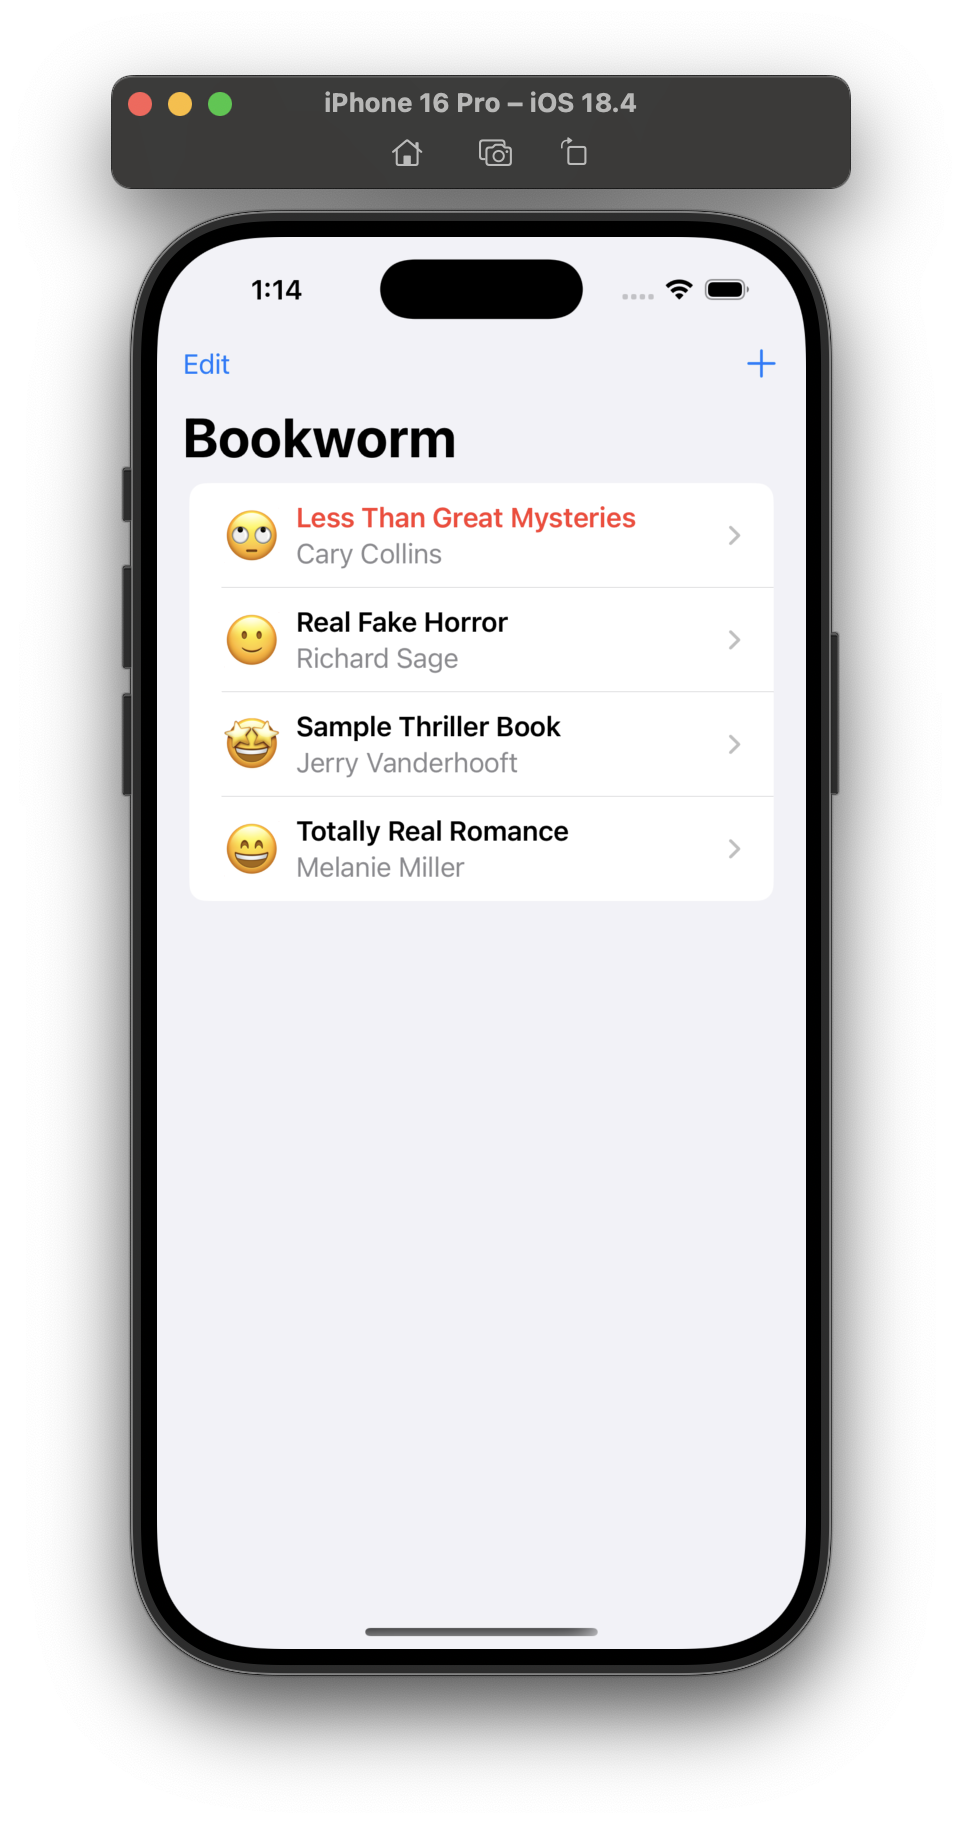 iPhone 16 Pro – iOS 18.4
1:14
Edit
Bookworm
Less Than Great Mysteries
Cary Collins
Real Fake Horror
Richard Sage
Sample Thriller Book
Jerry Vanderhooft
Totally Real Romance
Melanie Miller